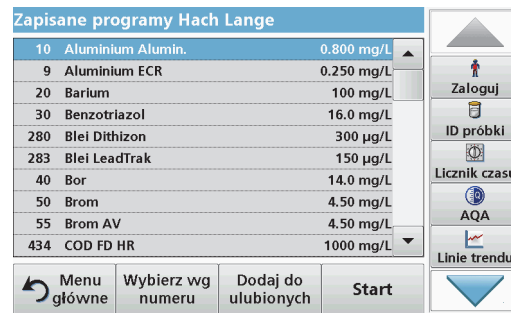 Zapisane programy Hach Lange
10 Aluminium Alumin. 0.800 mg/L
9 Aluminium ECR 0.250 mg/L
20 Barium 100 mg/L
30 Benzotriazol 16.0 mg/L
280 Blei Dithizon 300 µg/L
283 Blei LeadTrak 150 µg/L
40 Bor 14.0 mg/L
50 Brom 4.50 mg/L
55 Brom AV 4.50 mg/L
434 COD FD HR 1000 mg/L
Zaloguj
ID próbki
Licznik czasu
AQA
Linie trendu
Menu
główne
Wybierz wg
numeru
Dodaj do
ulubionych
Start